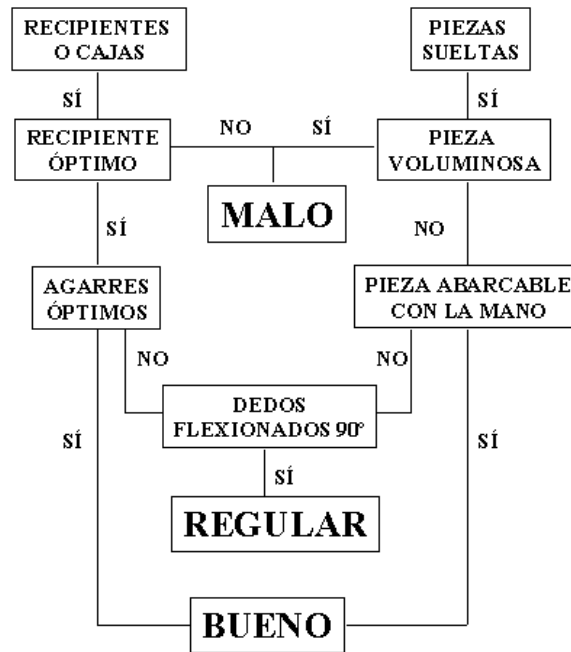 RECIPIENTES
O CAJAS
PIEZAS
SUELTAS
SÍ
SÍ
RECIPIENTE
ÓPTIMO
NO
SÍ
PIEZA
VOLUMINOSA
MALO
SÍ
NO
AGARRES
ÓPTIMOS
PIEZA ABARCABLE
CON LA MANO
NO
NO
DEDOS
FLEXIONADOS 90°
SÍ
SÍ
SÍ
REGULAR
BUENO